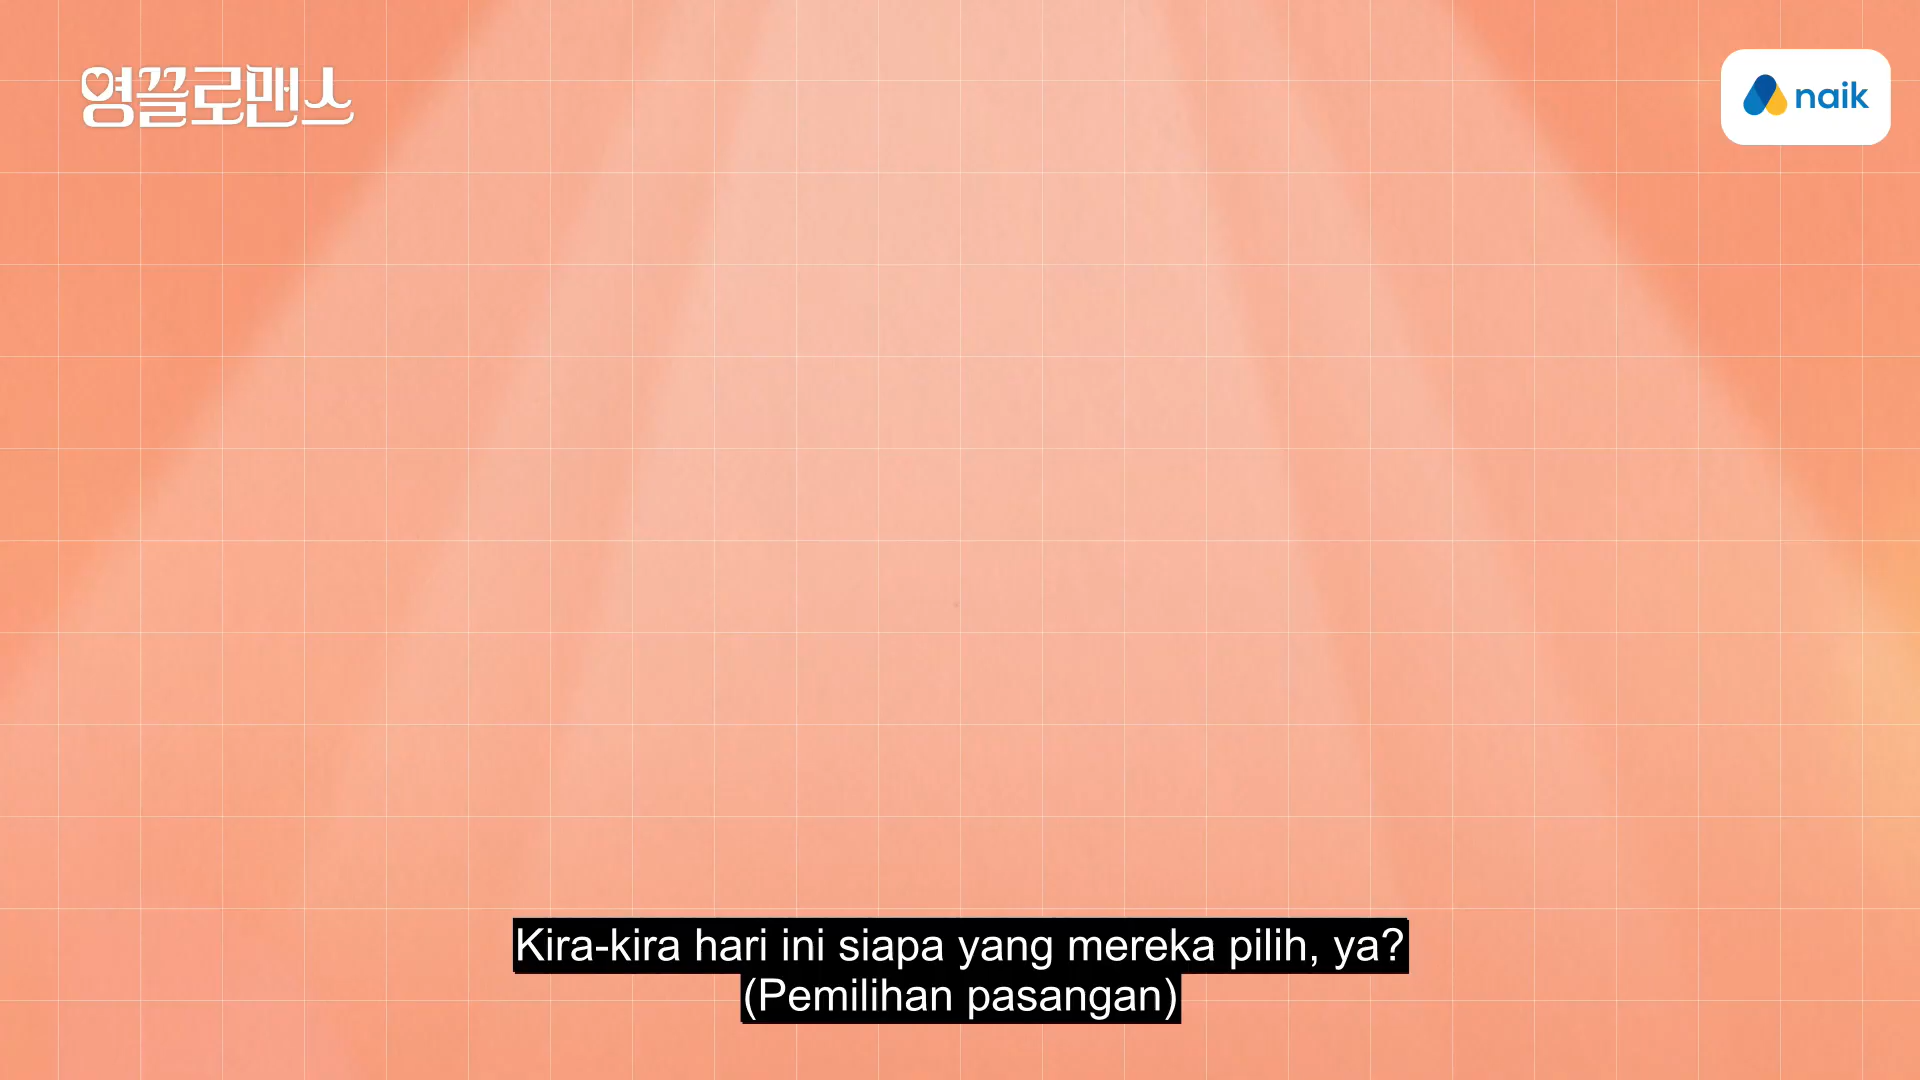 영끌로맨스
naik
Kira-kira hari ini siapa yang mereka pilih, ya?
(Pemilihan pasangan)